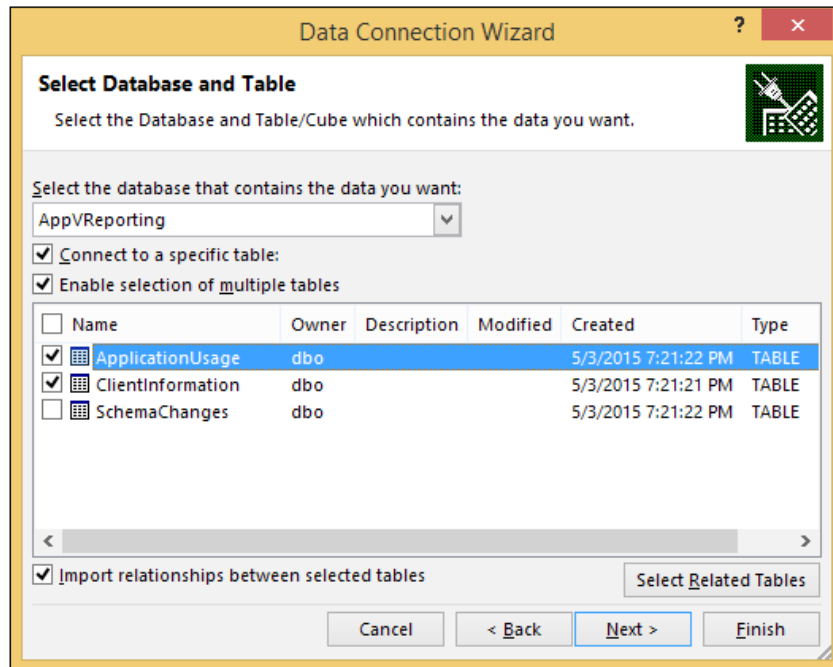 Data Connection Wizard
?
Select Database and Table
Select the Database and Table/Cube which contains the data you want.
Select the database that contains the data you want:
AppVReporting
Connect to a specific table:
Enable selection of multiple tables
Name Owner Description Modified Created Type
ApplicationUsage dbo 5/3/2015 7:21:22 PM TABLE
ClientInformation dbo 5/3/2015 7:21:21 PM TABLE
SchemaChanges dbo 5/3/2015 7:21:22 PM TABLE
Import relationships between selected tables
Select Related Tables
Cancel < Back Next > Finish